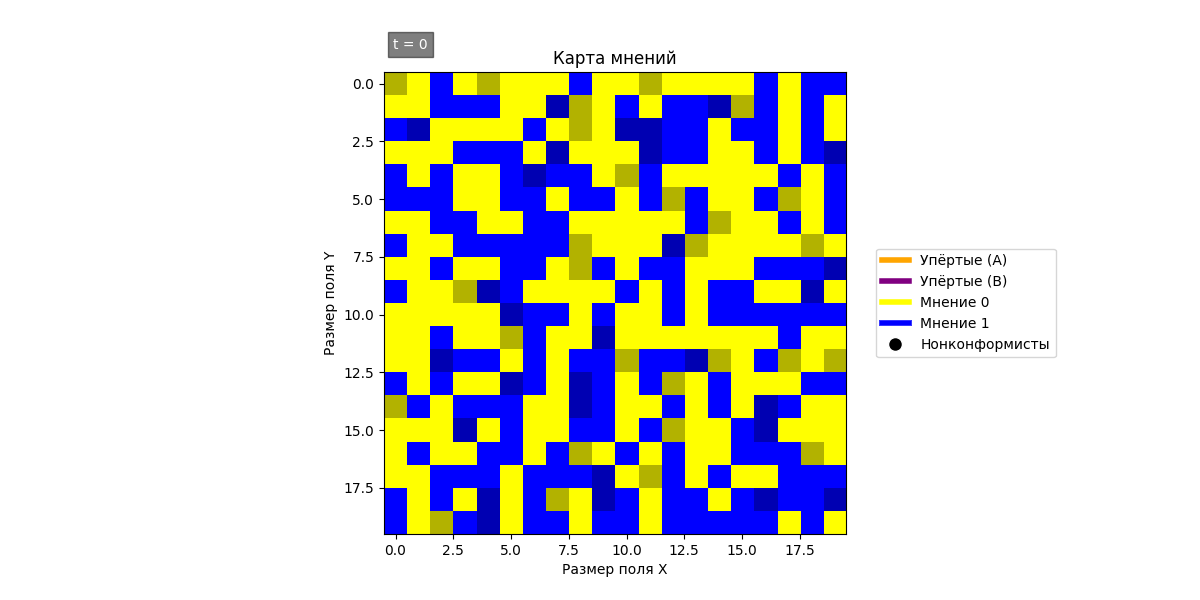 t = 0
Карта мнений
Размер поля Y
0.0
2.5
5.0
7.5
10.0
12.5
15.0
17.5
0.0 2.5 5.0 7.5 10.0 12.5 15.0 17.5
Размер поля X
Упёртые (A)
Упёртые (B)
Мнение 0
Мнение 1
Нонконформисты